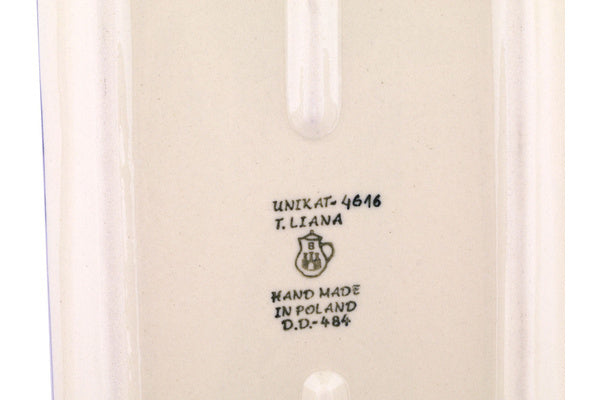 UNIKAT-4616
T. LIANA
B
HAND MADE
IN POLAND
D.D.-484